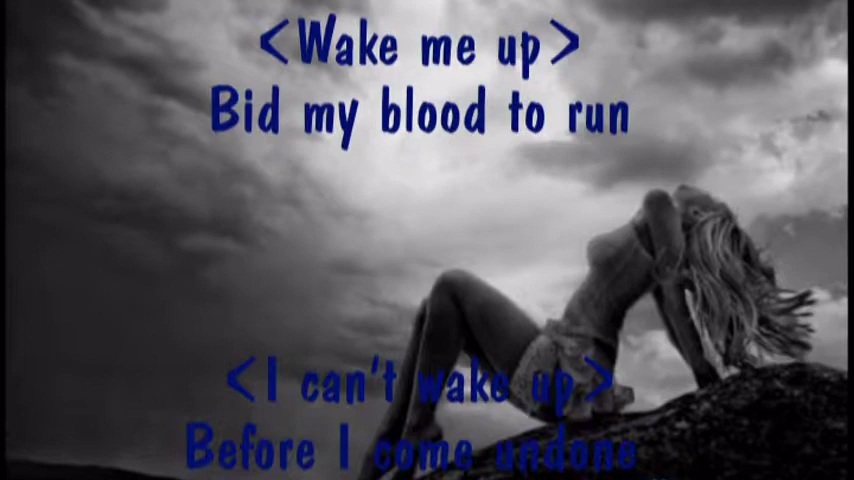 <Wake me up>
Bid my blood to run
<I can't wake up>
Before I come undone